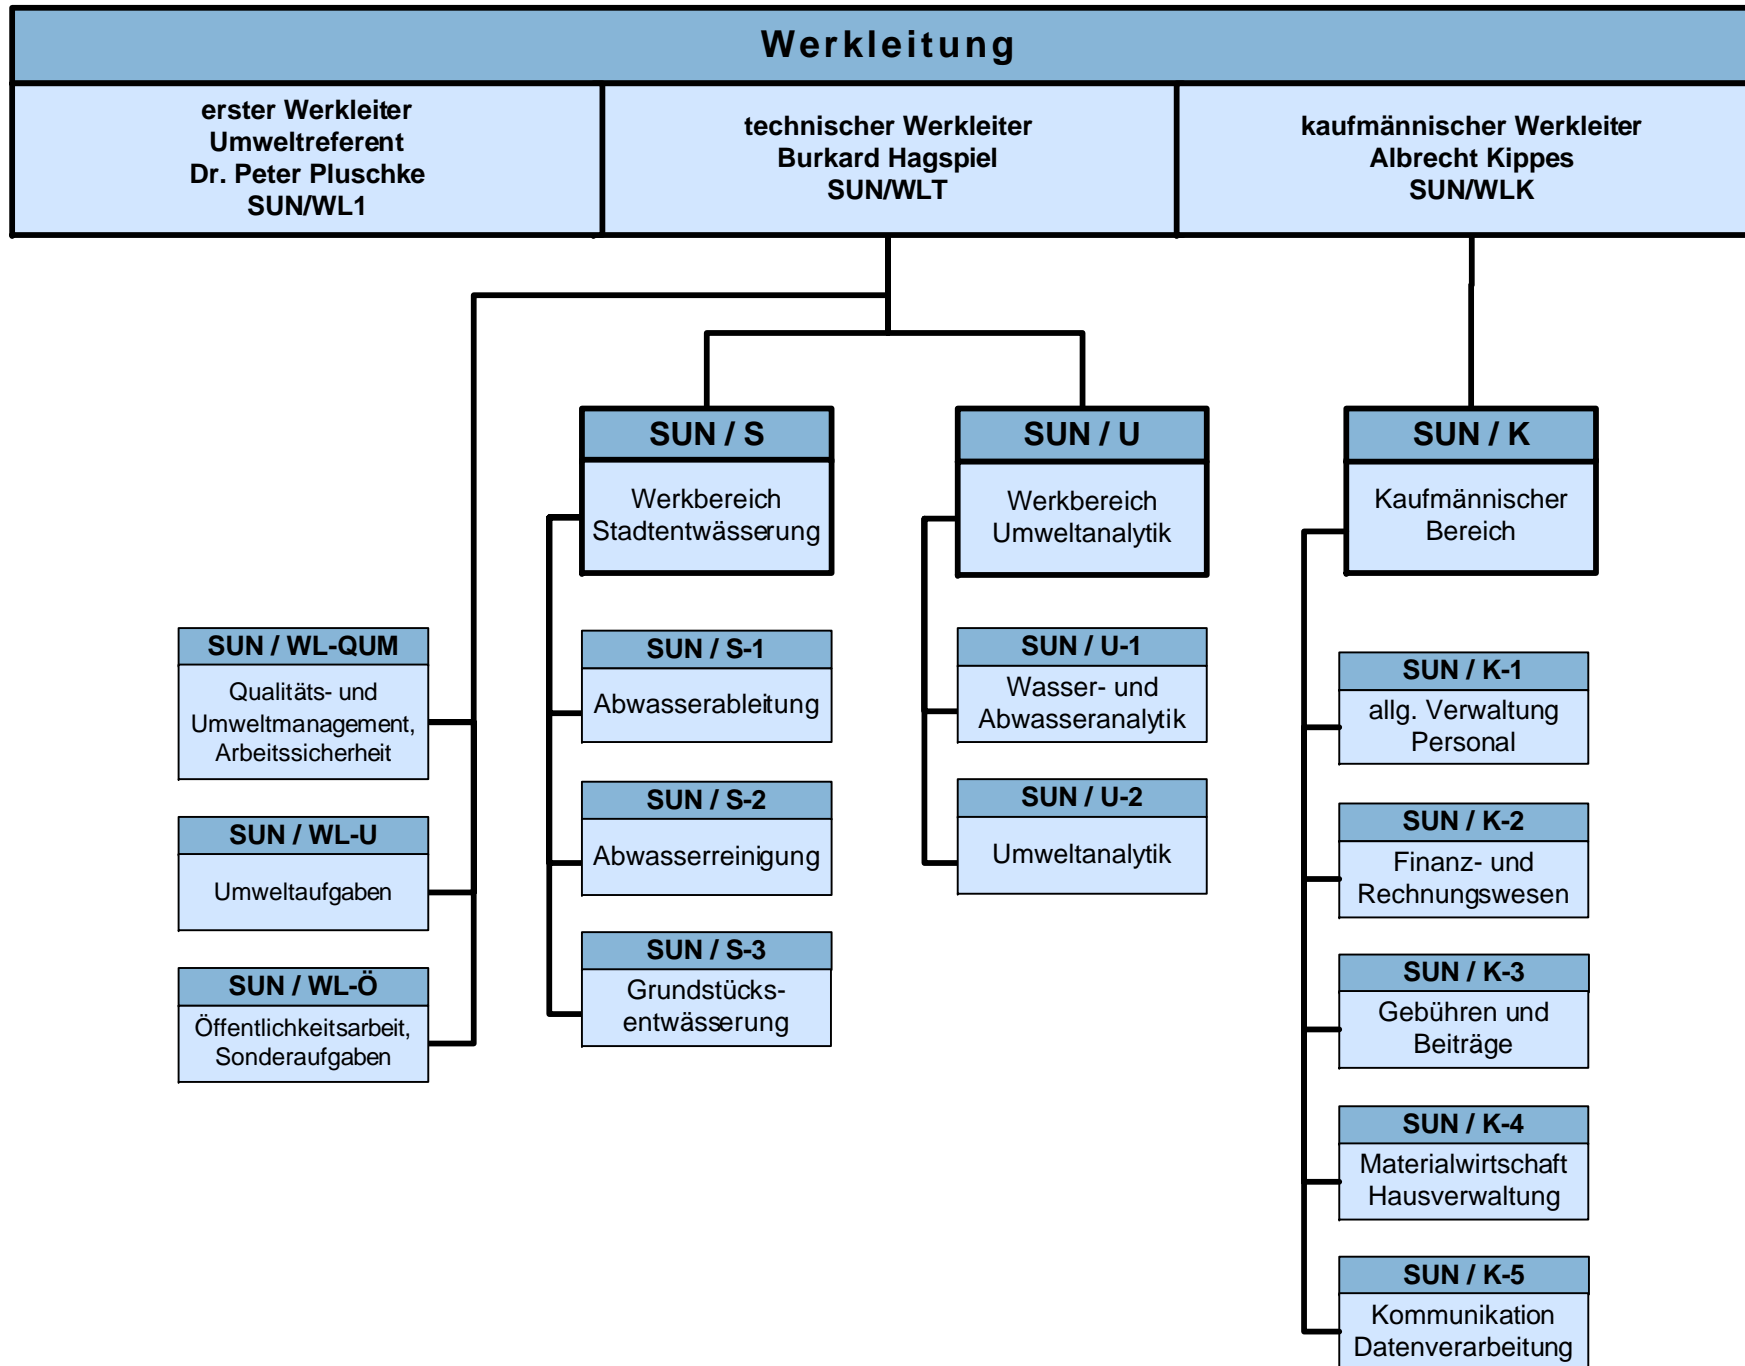 Werkleitung
erster Werkleiter
Umweltreferent
Dr. Peter Pluschke
SUN/WL1
technischer Werkleiter
Burkard Hagspiel
SUN/WLT
kaufmännischer Werkleiter
Albrecht Kippes
SUN/WLK
SUN / WL-QUM
Qualitäts- und
Umweltmanagement,
Arbeitssicherheit
SUN / WL-U
Umweltaufgaben
SUN / WL-Ö
Öffentlichkeitsarbeit,
Sonderaufgaben
SUN / S
Werkbereich
Stadtentwässerung
SUN / S-1
Abwasserableitung
SUN / S-2
Abwasserreinigung
SUN / S-3
Grundstücks-
entwässerung
SUN / U
Werkbereich
Umweltanalytik
SUN / U-1
Wasser- und
Abwasseranalytik
SUN / U-2
Umweltanalytik
SUN / K
Kaufmännischer
Bereich
SUN / K-1
allg. Verwaltung
Personal
SUN / K-2
Finanz- und
Rechnungswesen
SUN / K-3
Gebühren und
Beiträge
SUN / K-4
Materialwirtschaft
Hausverwaltung
SUN / K-5
Kommunikation
Datenverarbeitung